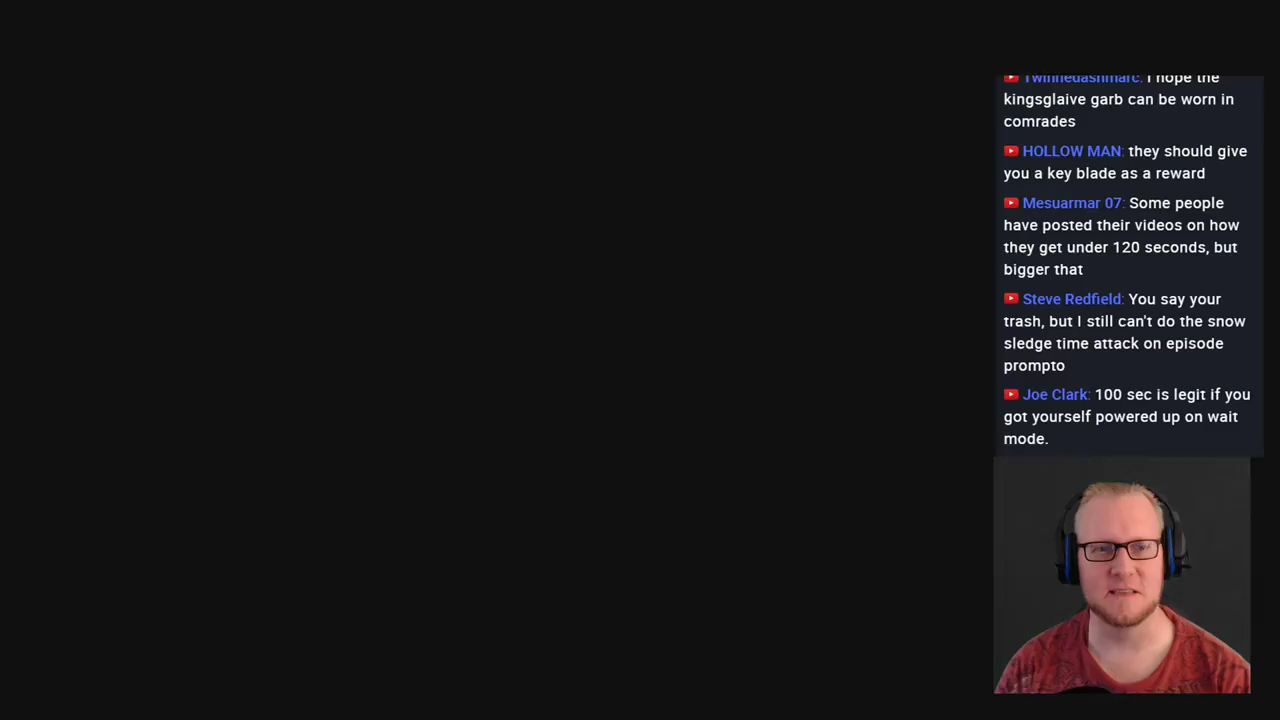 Twinnedashmarc: I hope the
kingsglaive garb can be worn in
comrades
HOLLOW MAN: they should give
you a key blade as a reward
Mesuarmar 07: Some people
have posted their videos on how
they get under 120 seconds, but
bigger that
Steve Redfield: You say your
trash, but I still can't do the snow
sledge time attack on episode
prompto
Joe Clark: 100 sec is legit if you
got yourself powered up on wait
mode.